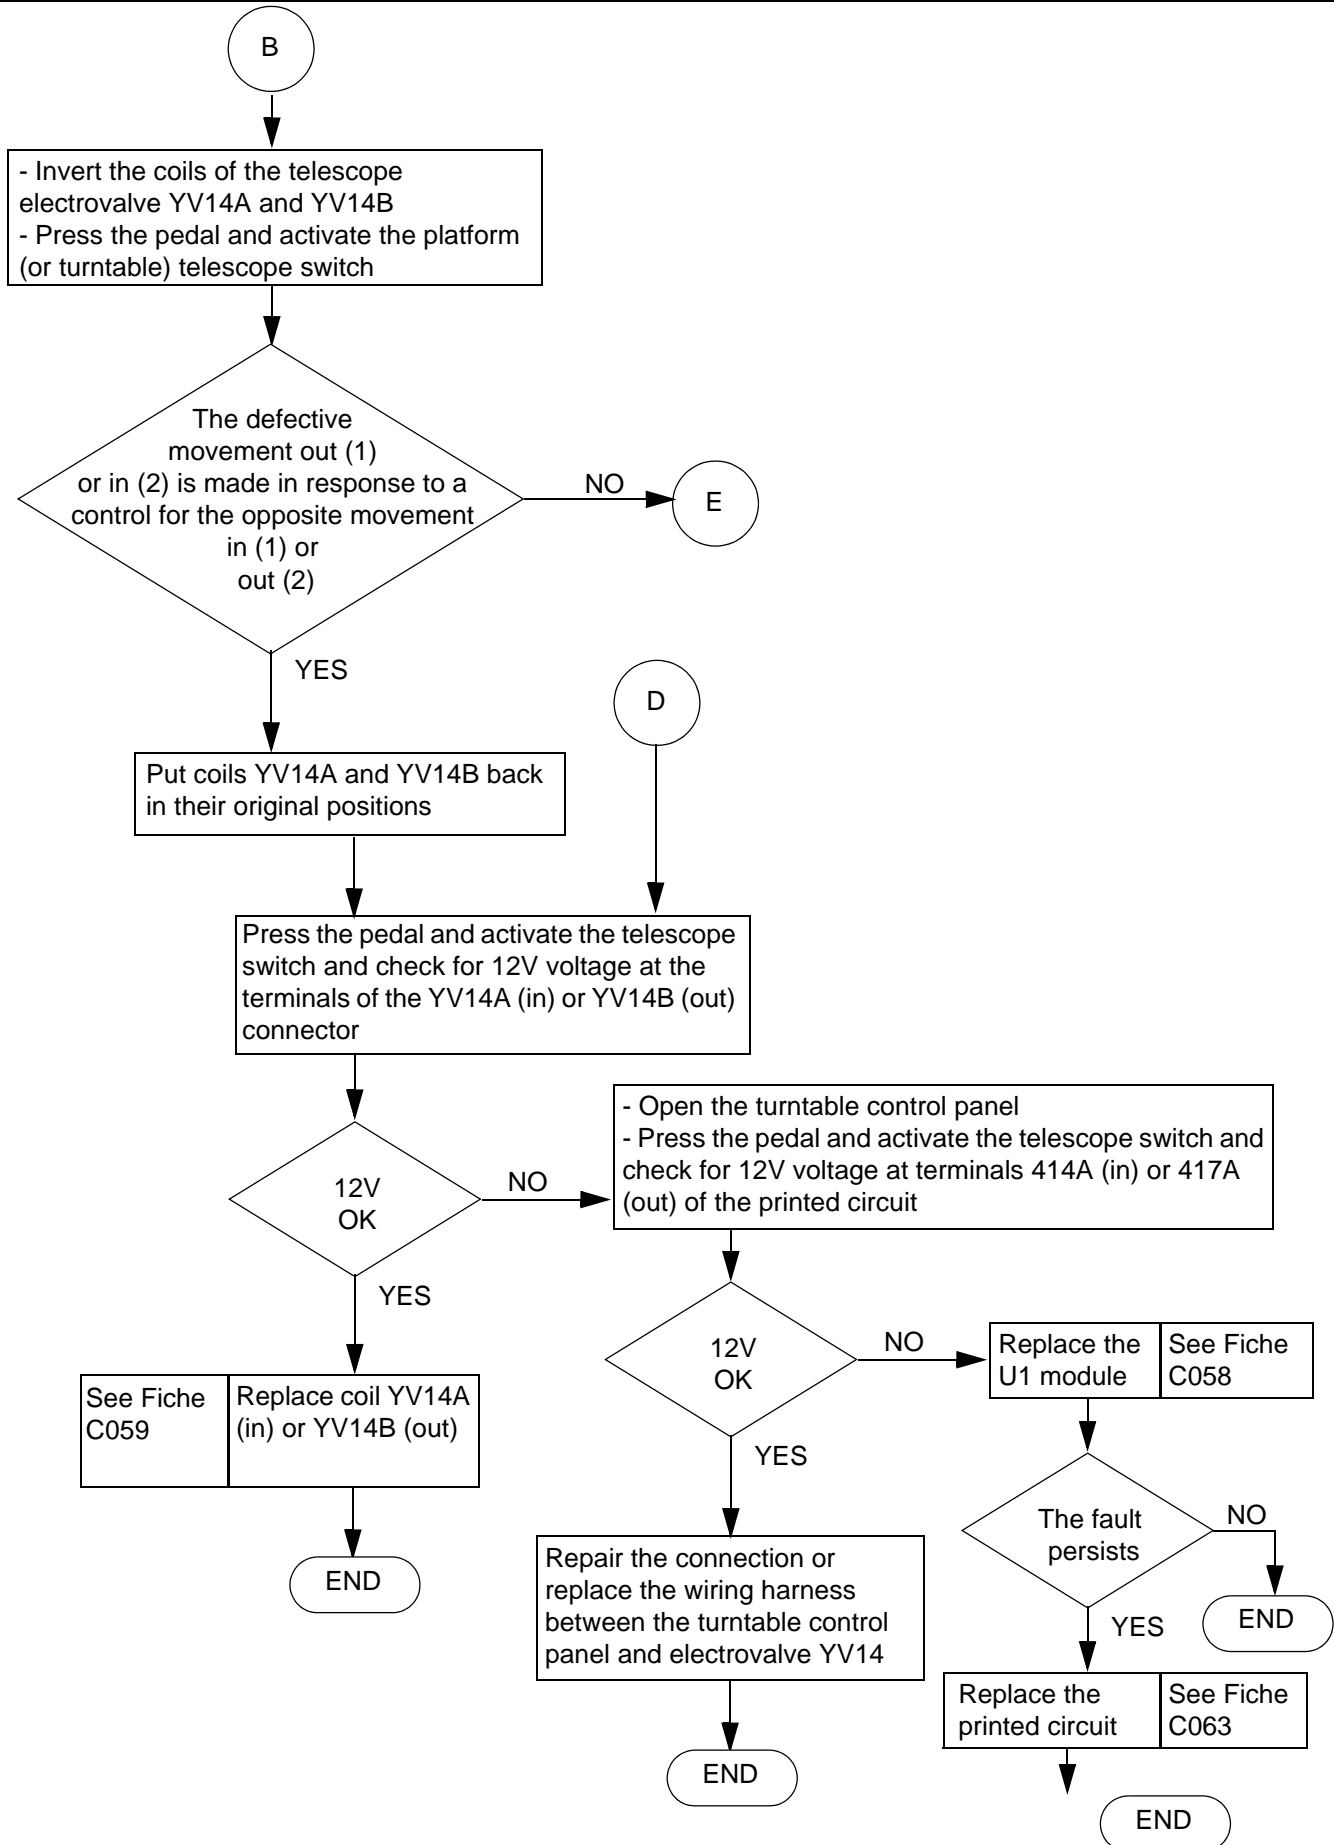 B
- Invert the coils of the telescope
electrovalve YV14A and YV14B
- Press the pedal and activate the platform
(or turntable) telescope switch
The defective
movement out (1)
or in (2) is made in response to a
control for the opposite movement
in (1) or
out (2)
NO
E
YES
D
Put coils YV14A and YV14B back
in their original positions
Press the pedal and activate the telescope
switch and check for 12V voltage at the
terminals of the YV14A (in) or YV14B (out)
connector
12V
OK
NO
- Open the turntable control panel
- Press the pedal and activate the telescope switch and
check for 12V voltage at terminals 414A (in) or 417A
(out) of the printed circuit
YES
See Fiche
C059
Replace coil YV14A
(in) or YV14B (out)
END
12V
OK
NO
Replace the
U1 module
See Fiche
C058
YES
Repair the connection or
replace the wiring harness
between the turntable control
panel and electrovalve YV14
END
The fault
persists
NO
END
YES
Replace the
printed circuit
See Fiche
C063
END